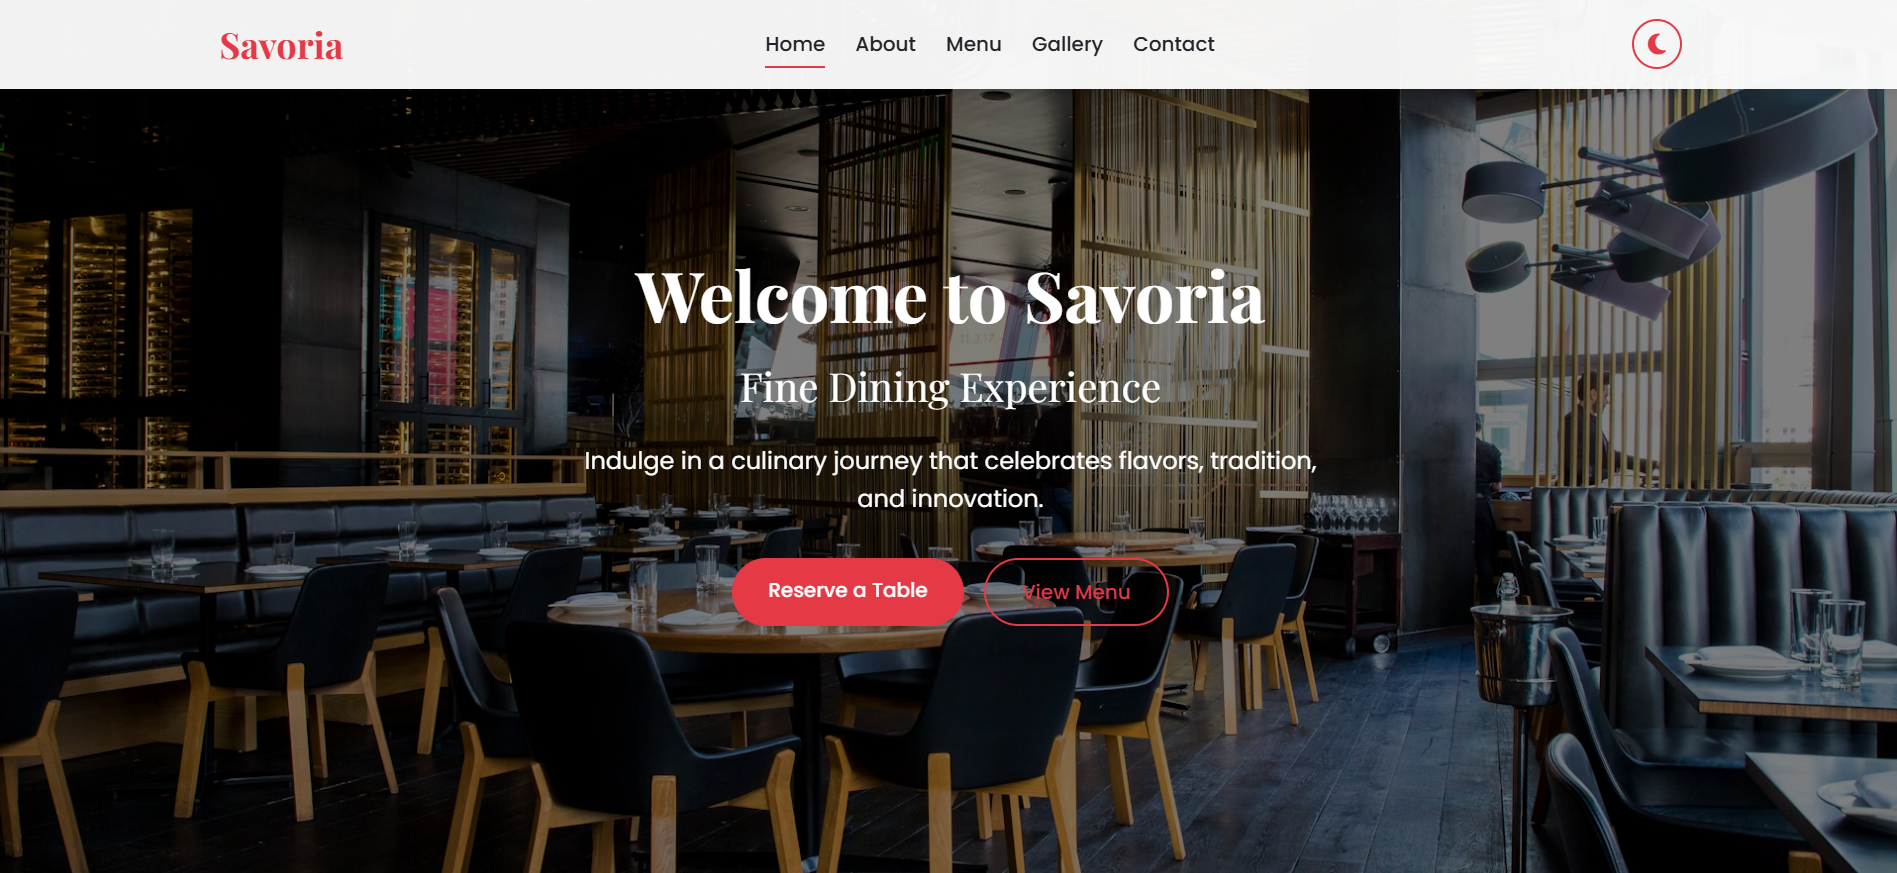 Savoria
Home About Menu Gallery Contact
Welcome to Savoria
Fine Dining Experience
Indulge in a culinary journey that celebrates flavors, tradition,
and innovation.
Reserve a Table
View Menu